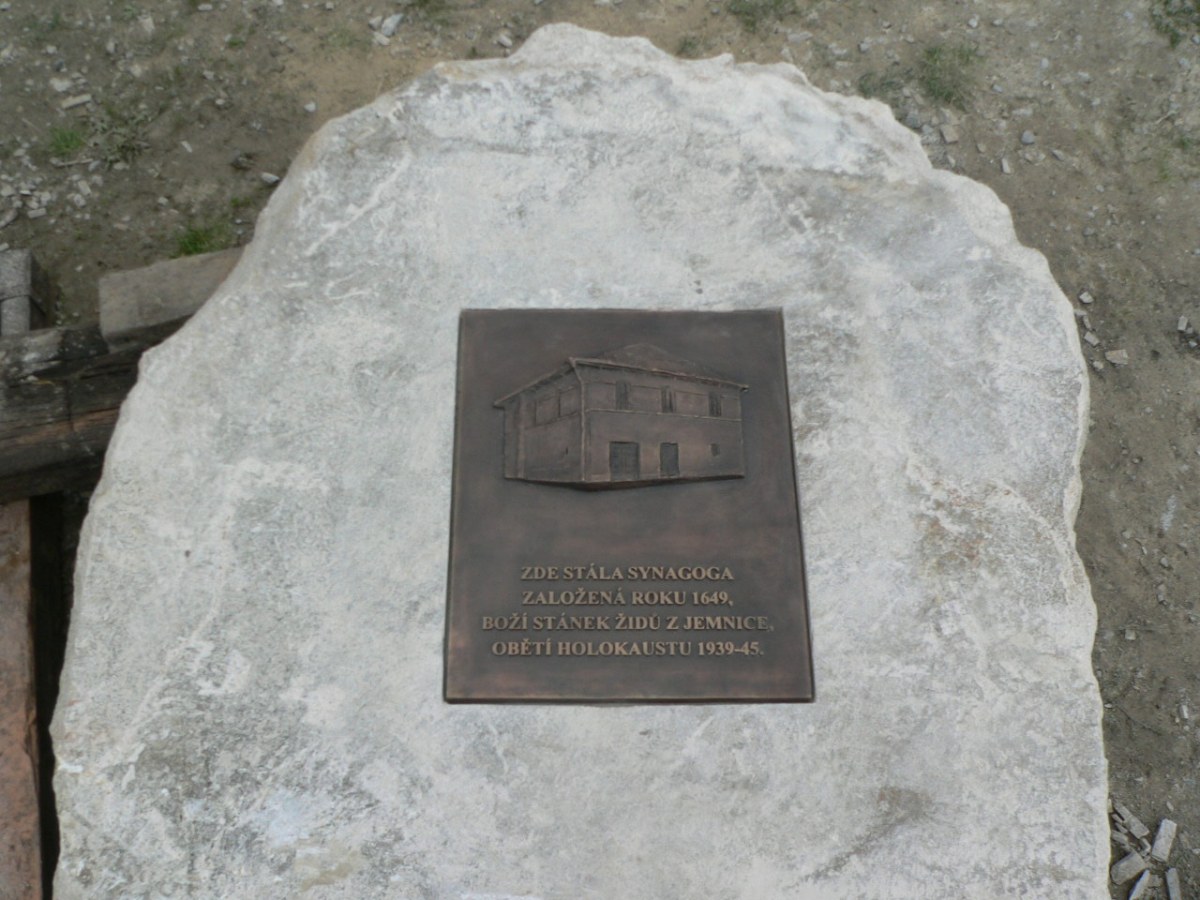 ZDE STÁLA SYNAGOGA
ZALOŽENÁ ROKU 1649,
BOŽÍ STÁNEK ŽIDŮ Z JEMNICE,
OBĚTÍ HOLOKAUSTU 1939-45.